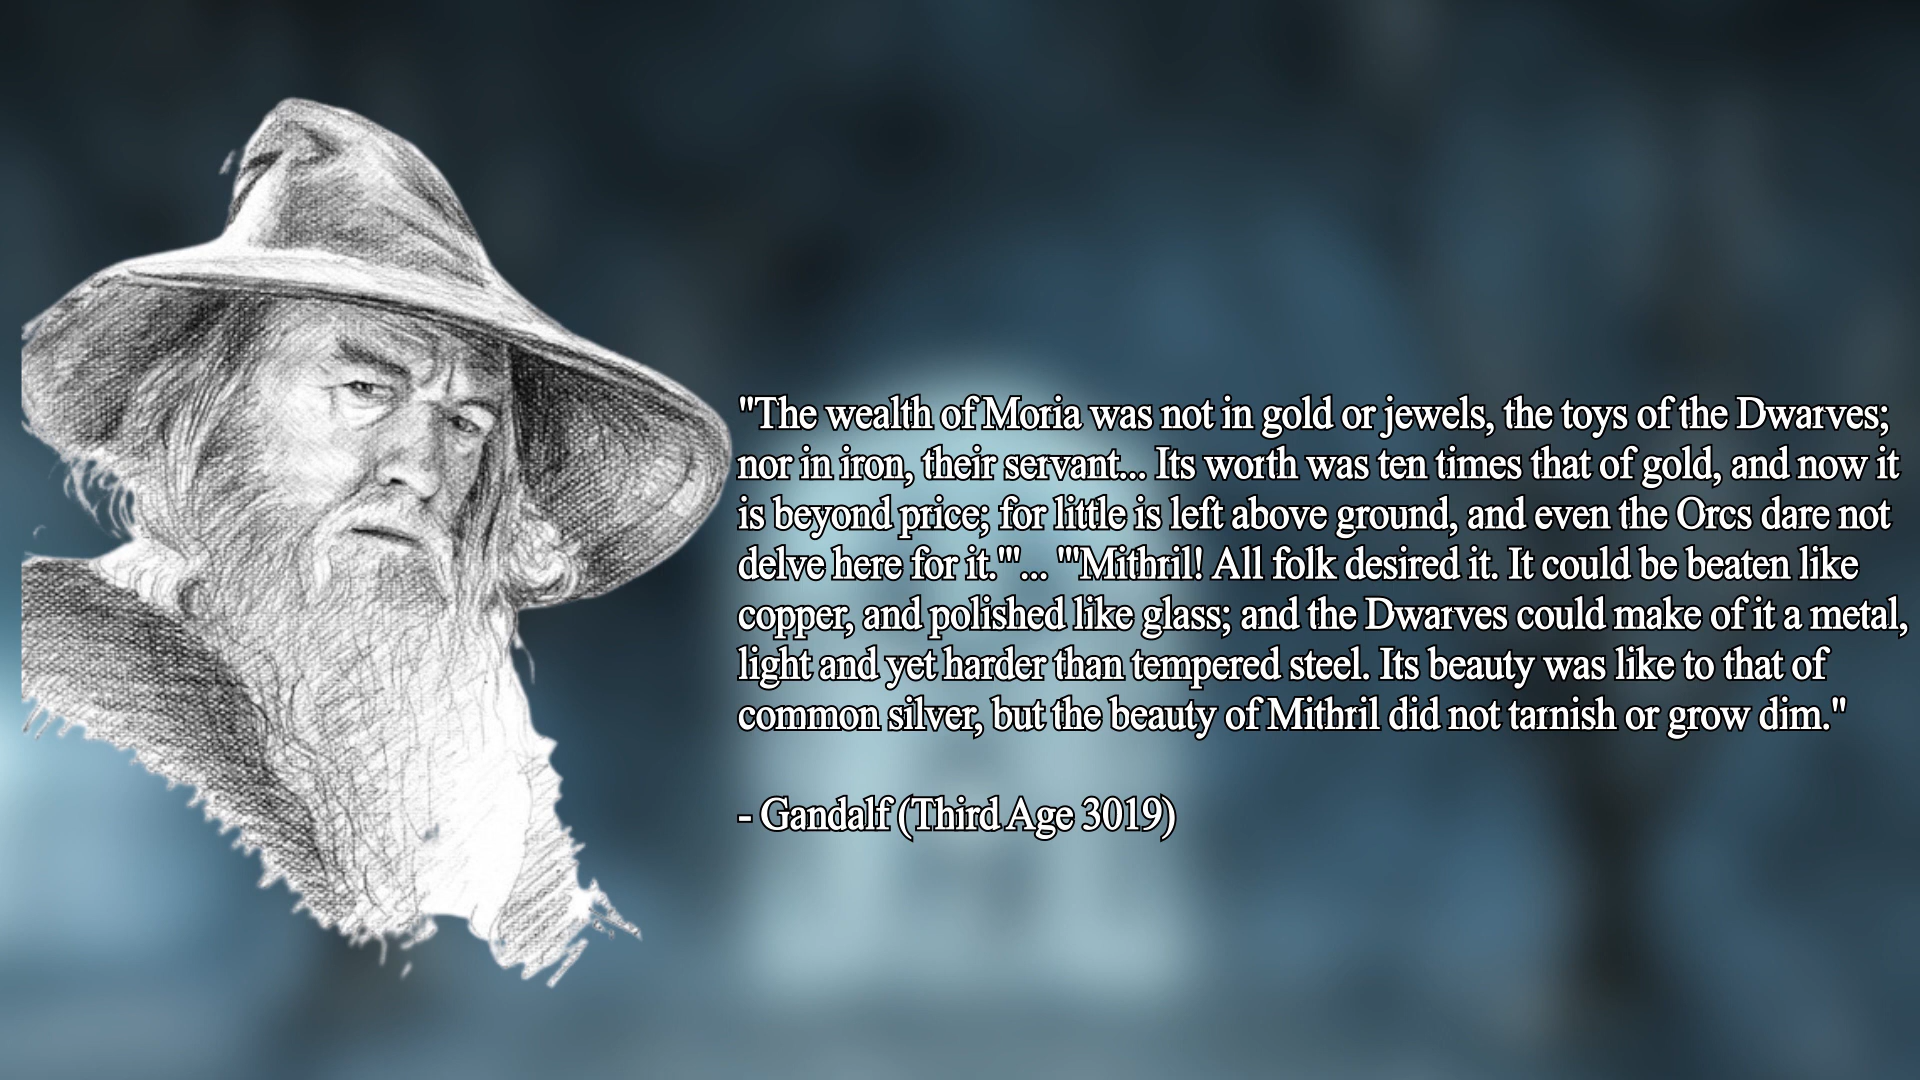 "The wealth of Moria was not in gold or jewels, the toys of the Dwarves;
nor in iron, their servant... Its worth was ten times that of gold, and now it
is beyond price; for little is left above ground, and even the Orcs dare not
delve here for it.'"... "'Mithril! All folk desired it. It could be beaten like
copper, and polished like glass; and the Dwarves could make of it a metal,
light and yet harder than tempered steel. Its beauty was like to that of
common silver, but the beauty of Mithril did not tarnish or grow dim."
- Gandalf (Third Age 3019)